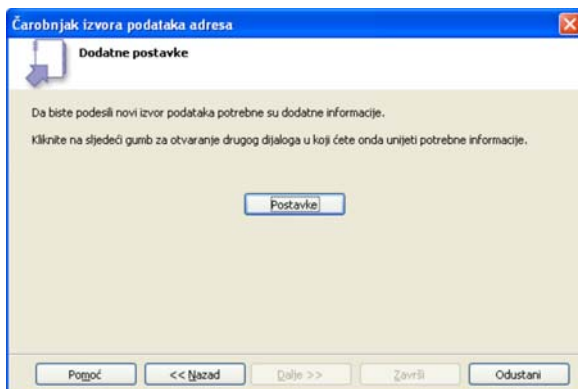 Čarobnjak izvora podataka adresa
Dodatne postavke
Da biste podesili novi izvor podataka potrebne su dodatne informacije.
Kliknite na sljedeći gumb za otvaranje drugog dijaloga u koji ćete onda unijeti potrebne informacije.
Postavke
Pomoć << Nazad Dalje >> Završi Odustani